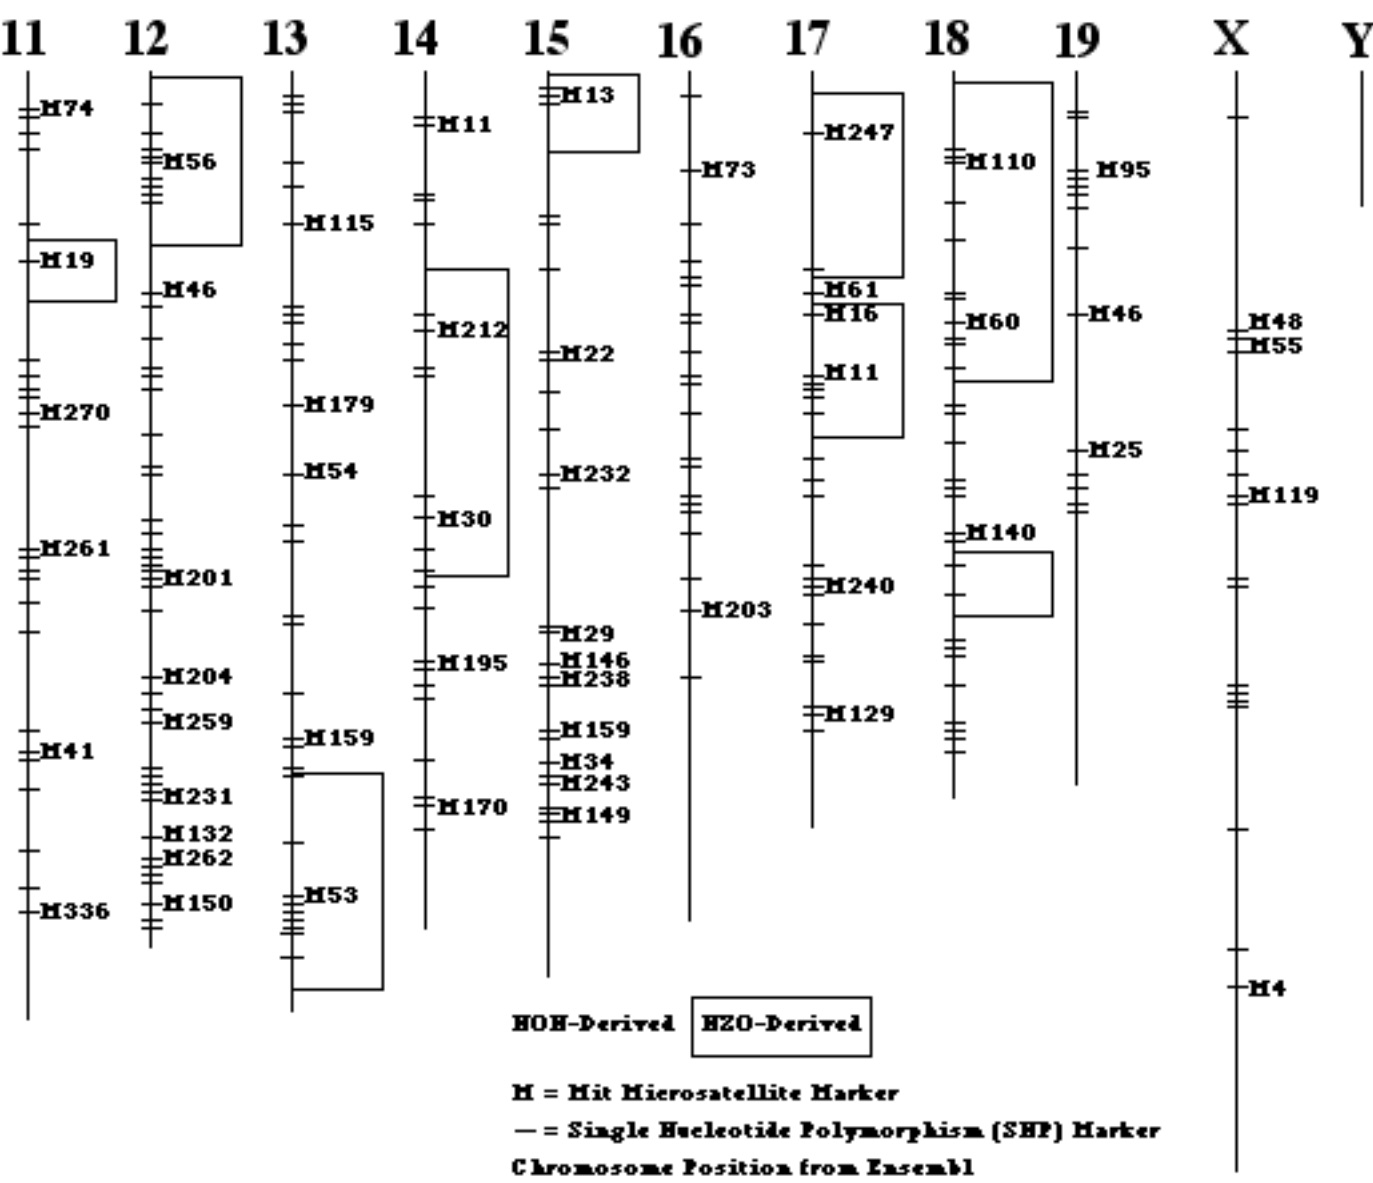 11 12 13 14 15 16 17 18 19 X Y
M74
M19
M270
M261
M41
M336
M56
M46
M201
M204
M259
M231
M132
M262
M150
M115
M179
M54
M159
M53
M11
M212
M30
M195
M170
M13
M22
M232
M29
M146
M238
M159
M34
M243
M149
M73
M203
M247
M61
M16
M11
M240
M129
M110
M60
M140
M95
M46
M25
M48
M55
M119
M4
NON-Derived NZO-Derived
M = Mit Microsatellite Marker
— = Single Nucleotide Polymorphism (SNP) Marker
Chromosome Position from Ensembl